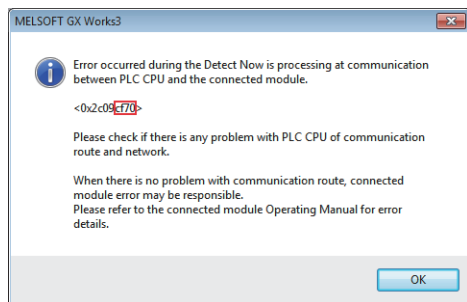 MELSOFT GX Works3
Error occurred during the Detect Now is processing at communication
between PLC CPU and the connected module.
<0x2c09cf70>
Please check if there is any problem with PLC CPU of communication
route and network.
When there is no problem with communication route, connected
module error may be responsible.
Please refer to the connected module Operating Manual for error
details.
OK